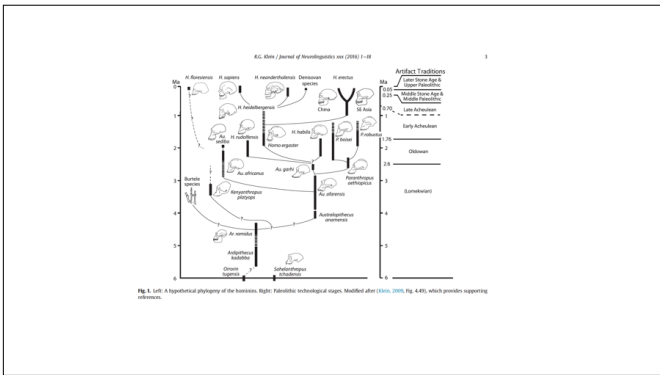 R.G. Klein / Journal of Neurolinguistics xxx (2016) 1–18
3
Artifact Traditions
H. floresiensis
H. sapiens
H. neanderthalensis
Denisovan species
H. erectus
Ma
0
1
2
3
4
5
6
China
SE Asia
H. heidelbergensis
Au. sediba
H. rudolfensis
Homo ergaster
H. habilis
P. boisei
P. robustus
Au. africanus
Au. garhi
Paranthropus aethiopicus
Burtele species
Kenyanthropus platyops
Au. afarensis
Australopithecus anamensis
Ar. ramidus
Ardipithecus kadabba
Orrorin tugensis
Sahelanthropus tchadensis
?
?
?
?
Ma
0
0.05
0.25
0.70
1
1.76
2
2.6
3
4
5
6
Later Stone Age & Upper Paleolithic
Middle Stone Age & Middle Paleolithic
Late Acheulean
Early Acheulean
Oldowan
(Lomekwian)
Fig. 1. Left: A hypothetical phylogeny of the hominins. Right: Paleolithic technological stages. Modified after (Klein, 2009, Fig. 4.49), which provides supporting
references.